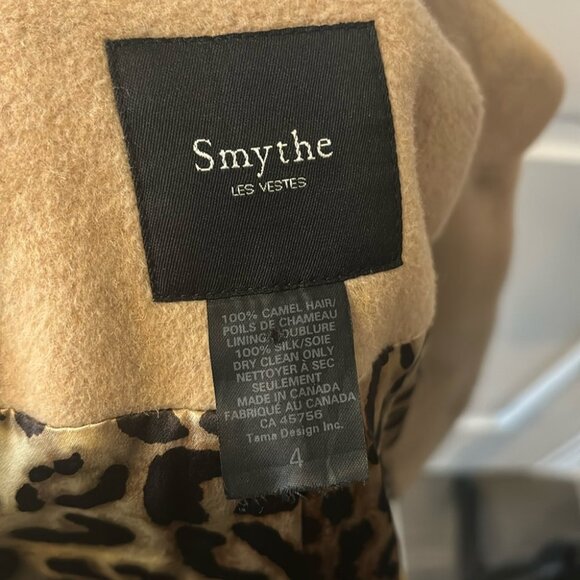 Smythe
LES VESTES
100% CAMEL HAIR/
POILS DE CHAMEAU
LINING/DOUBLURE
100% SILK/SOIE
DRY CLEAN ONLY
NETTOYER À SEC
SEULEMENT
MADE IN CANADA
FABRIQUÉ AU CANADA
CA 45756
Tama Design Inc.
4